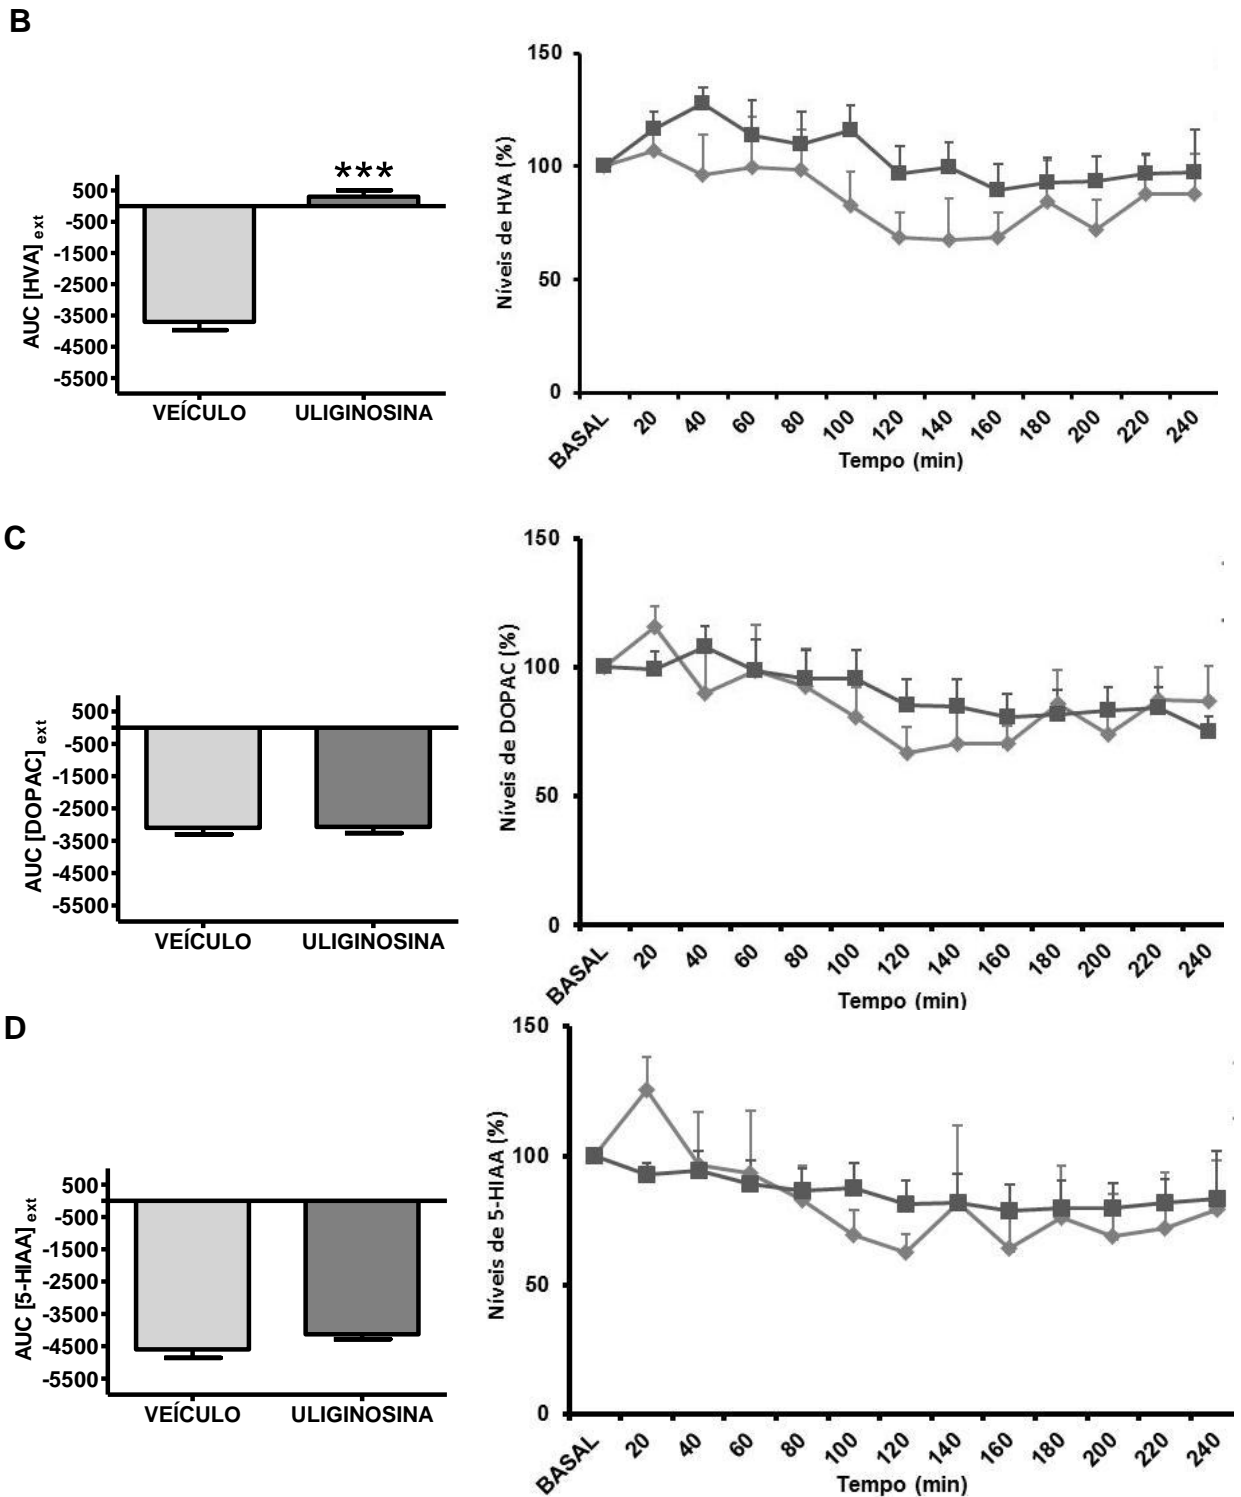 B
AUC [HVA] ext
500
-500
-1500
-2500
-3500
-4500
-5500
***
VEÍCULO ULIGINOSINA
Níveis de HVA (%)
150
100
50
0
BASAL 20 40 60 80 100 120 140 160 180 200 220 240
Tempo (min)
C
AUC [DOPAC] ext
500
-500
-1500
-2500
-3500
-4500
-5500
VEÍCULO ULIGINOSINA
Níveis de DOPAC (%)
150
100
50
0
BASAL 20 40 60 80 100 120 140 160 180 200 220 240
Tempo (min)
D
AUC [5-HIAA] ext
500
-500
-1500
-2500
-3500
-4500
-5500
VEÍCULO ULIGINOSINA
Níveis de 5-HIAA (%)
150
100
50
0
BASAL 20 40 60 80 100 120 140 160 180 200 220 240
Tempo (min)